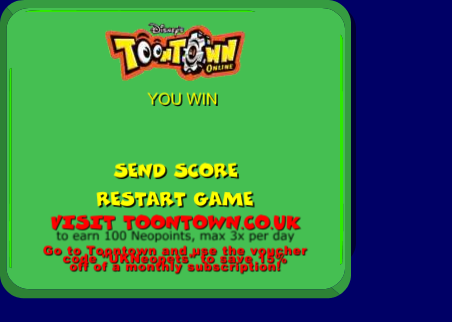 Disney's
TOONTOWN
ONLINE
YOU WIN
SEND SCORE
RESTART GAME
VISIT TOONTOWN.CO.UK
to earn 100 Neopoints, max 3x per day
Go to Toontown and use the voucher
code "UKNeopets" to save 15%
off of a monthly subscription!